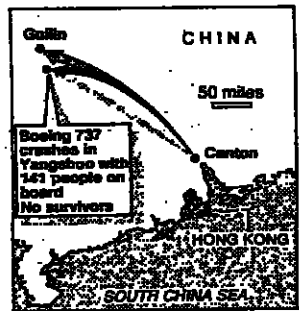 Guilin
CHINA
50 miles
Boeing 737
crashes in
Yangsboo with
141 people on
board
No survivors
Canton
HONG KONG
SOUTH CHINA SEA